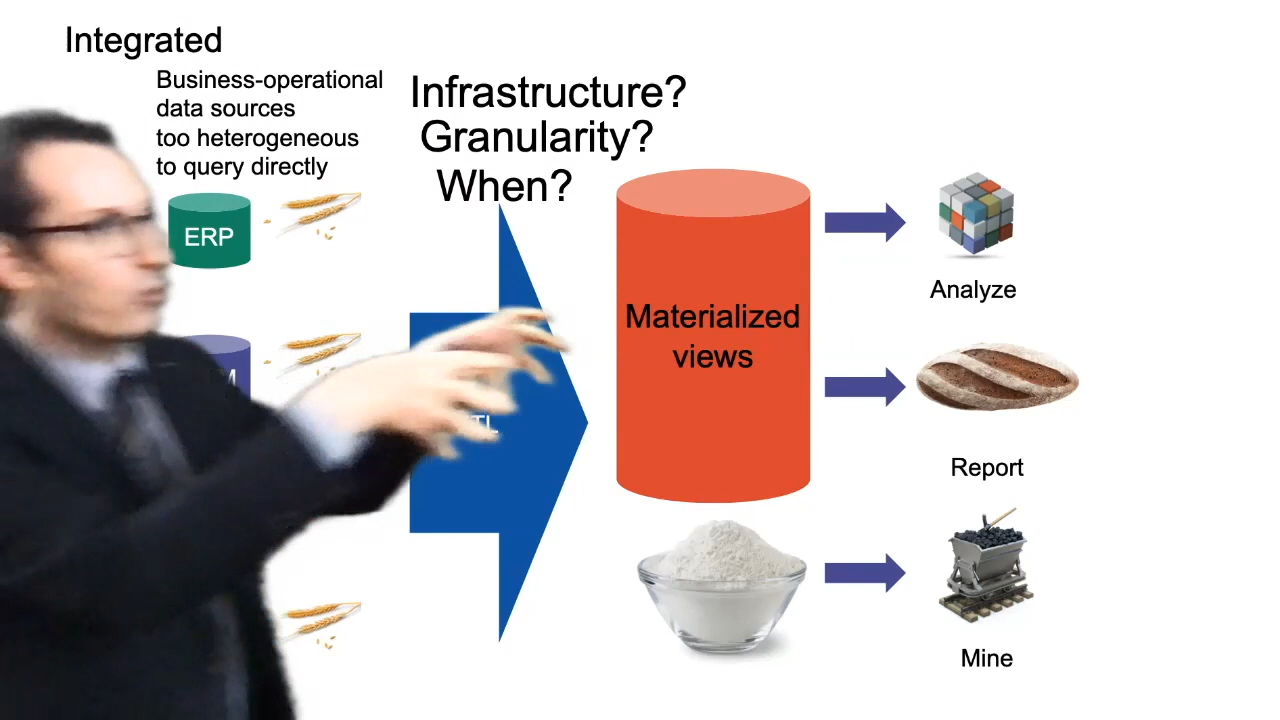 Integrated
Business-operational
data sources
too heterogeneous
to query directly
Infrastructure?
Granularity?
When?
ERP
Materialized
views
Analyze
Report
Mine